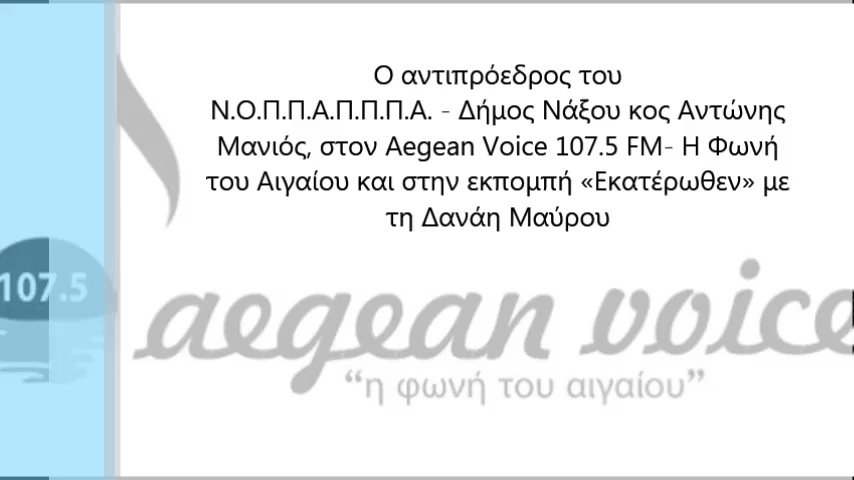 Ο αντιπρόεδρος του
Ν.Ο.Π.Π.Α.Π.Π.Π.Α. - Δήμος Νάξου κος Αντώνης
Μανιός, στον Aegean Voice 107.5 FM- Η Φωνή
του Αιγαίου και στην εκπομπή «Εκατέρωθεν» με
τη Δανάη Μαύρου
107.5
aegean voice
“η φωνή του αιγαίου”